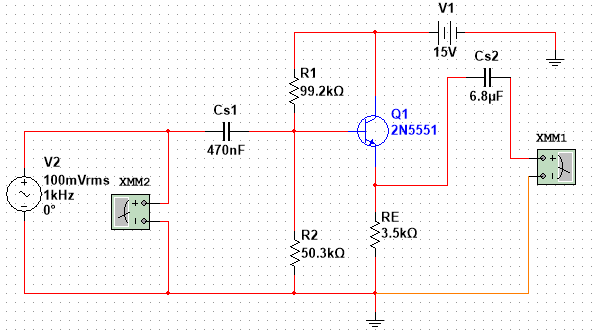 V1
15V
Cs2
6.8µF
R1
99.2kΩ
Cs1
470nF
Q1
2N5551
XMM1
V2
100mVrms
1kHz
0°
XMM2
R2
50.3kΩ
RE
3.5kΩ